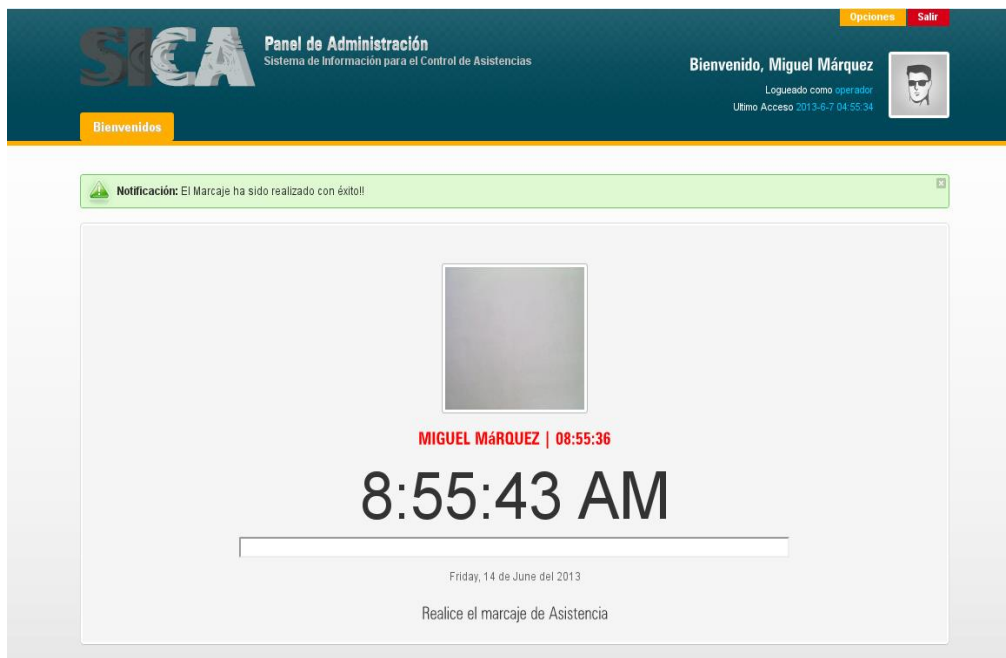 Opciones Salir
SICA
Panel de Administración
Sistema de Información para el Control de Asistencias
Bienvenido, Miguel Márquez
Logueado como operador
Ultimo Acceso 2013-6-7 04:55:34
Bienvenidos
Notificación: El Marcaje ha sido realizado con éxito!!
MIGUEL MáRQUEZ | 08:55:36
8:55:43 AM
Friday, 14 de June del 2013
Realice el marcaje de Asistencia